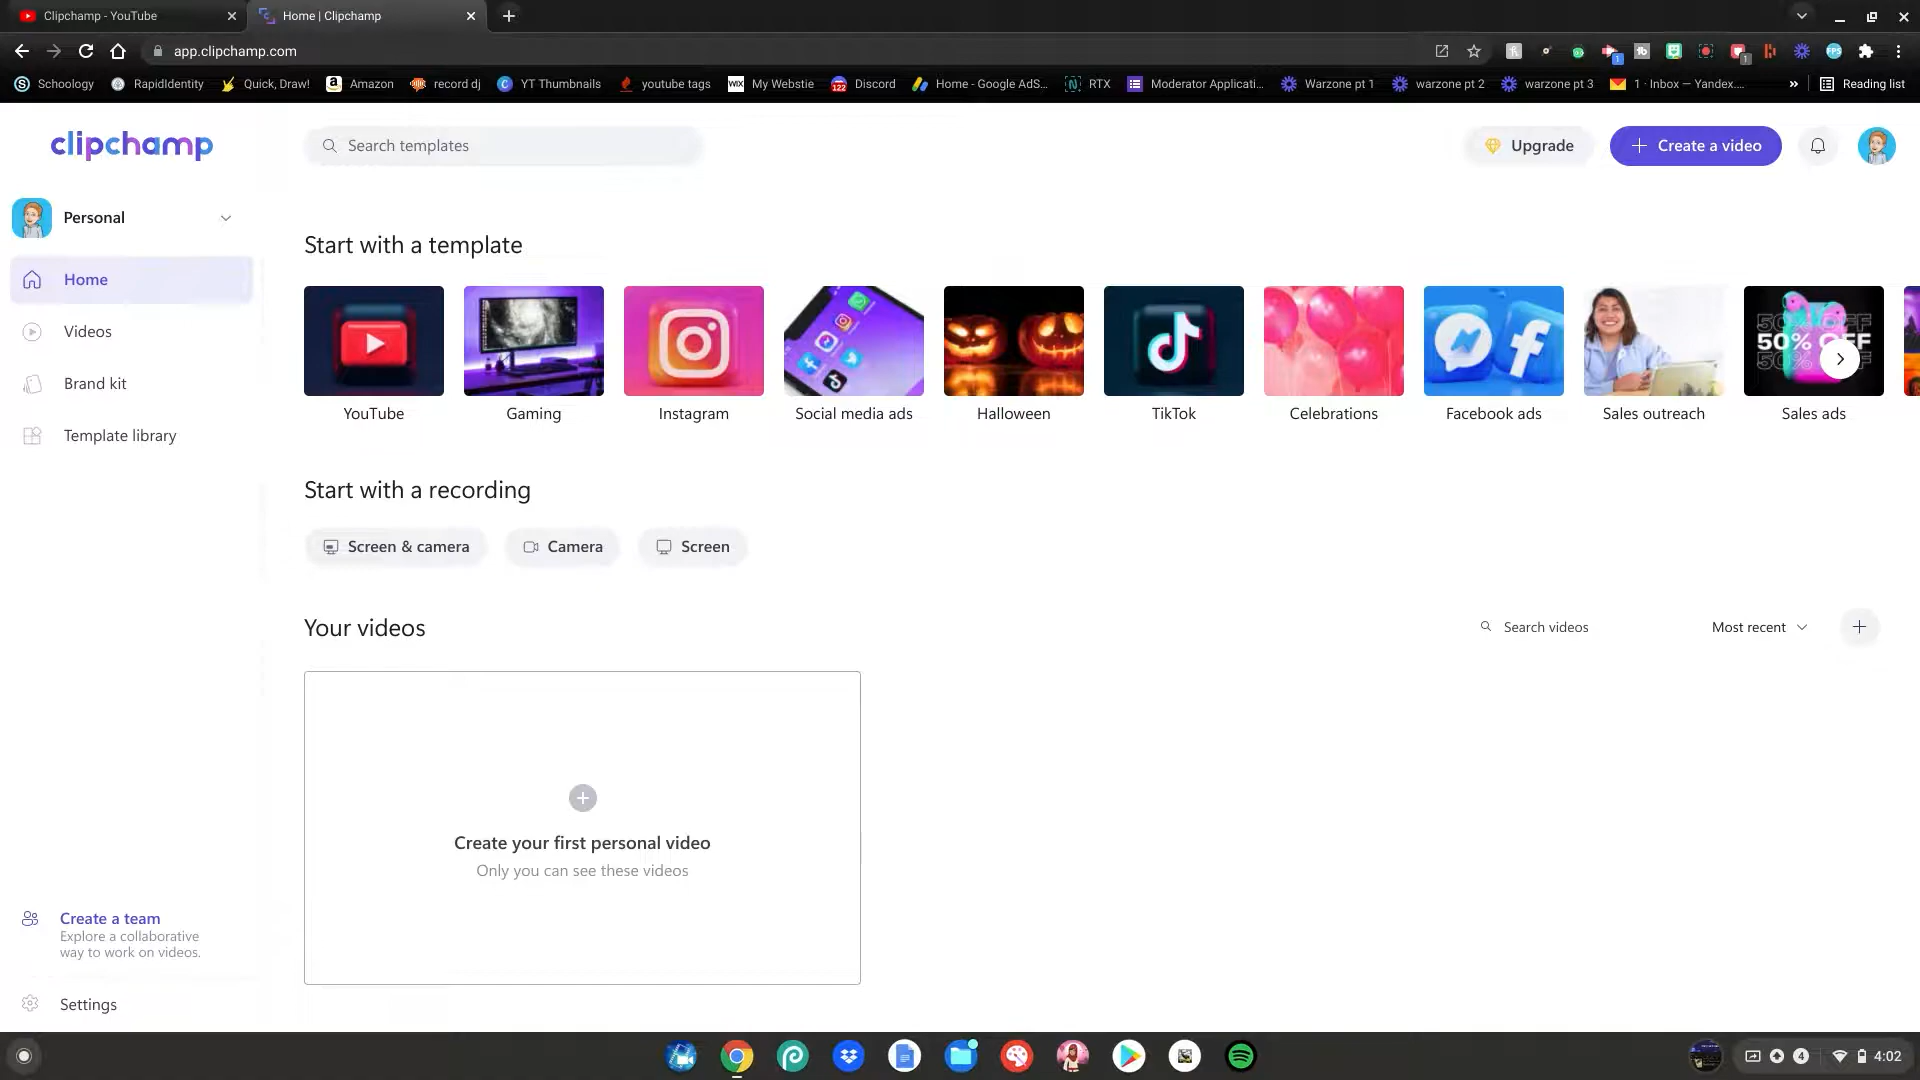 Clipchamp - YouTube
Home | Clipchamp
app.clipchamp.com
Schoology
RapidIdentity
Quick, Draw!
Amazon
record dj
YT Thumbnails
youtube tags
My Webstie
Discord
Home - Google AdS...
RTX
Moderator Applicati...
Warzone pt 1
warzone pt 2
warzone pt 3
1 · Inbox — Yandex....
Reading list
clipchamp
Search templates
Upgrade
Create a video
Personal
Home
Videos
Brand kit
Template library
Start with a template
50% OFF
50% OFF
50% OFF
YouTube
Gaming
Instagram
Social media ads
Halloween
TikTok
Celebrations
Facebook ads
Sales outreach
Sales ads
Start with a recording
Screen & camera
Camera
Screen
Your videos
Search videos
Most recent
Create your first personal video
Only you can see these videos
Create a team
Explore a collaborative
way to work on videos.
Settings
4
4:02